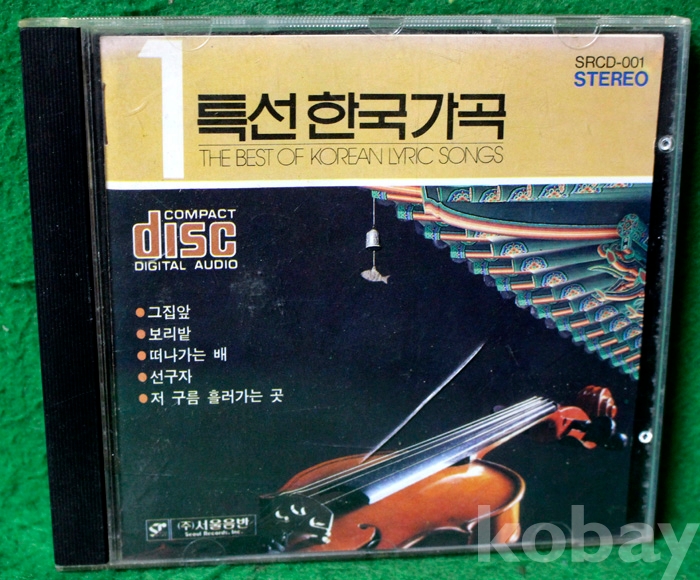 1
특선 한국가곡
THE BEST OF KOREAN LYRIC SONGS
SRCD-001
STEREO
COMPACT
disc
DIGITAL AUDIO
그집앞
보리밭
떠나가는 배
선구자
저 구름 흘러가는 곳
(주)서울음반
Seoul Records, Inc.
kobay